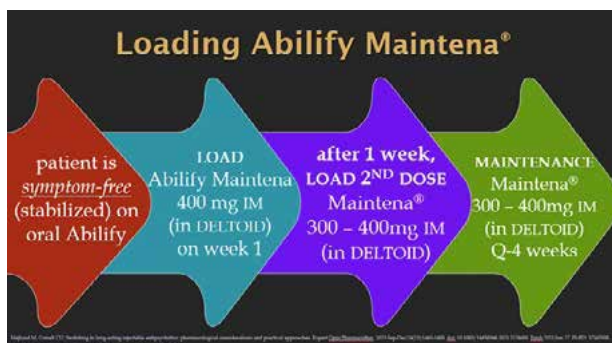 Loading Abilify Maintena®
patient is
symptom-free
(stabilized) on
oral Abilify
LOAD
Abilify Maintena
400 mg IM
(in DELTOID)
on week 1
after 1 week,
LOAD 2ND DOSE
Maintena®
300 – 400mg IM
(in DELTOID)
MAINTENANCE
Maintena®
300 – 400mg IM
(in DELTOID)
Q-4 weeks